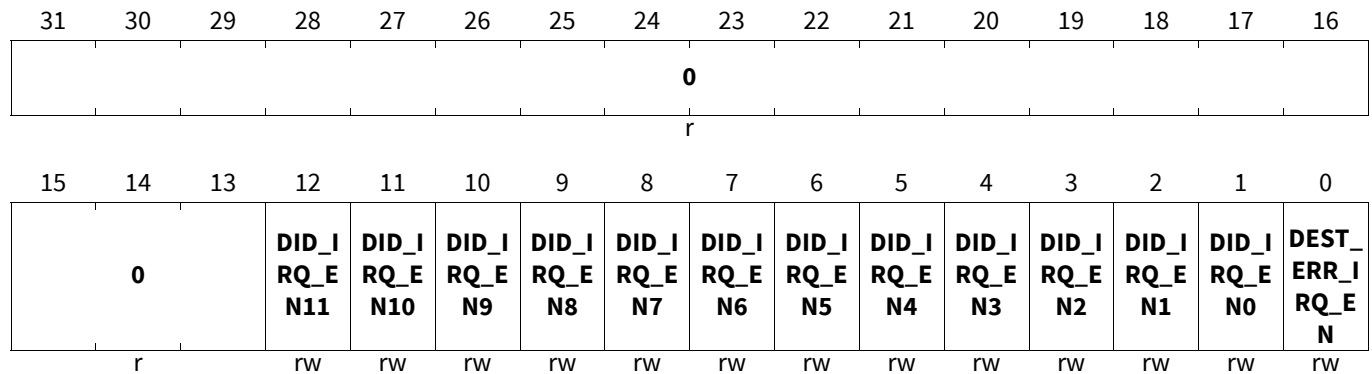 31 30 29 28 27 26 25 24 23 22 21 20 19 18 17 16
0
r
15 14 13 12 11 10 9 8 7 6 5 4 3 2 1 0
0 DID_I DID_I DID_I DID_I DID_I DID_I DID_I DID_I DID_I DID_I DID_I DID_I DEST_
RQ_E RQ_E RQ_E RQ_E RQ_E RQ_E RQ_E RQ_E RQ_E RQ_E RQ_E RQ_E ERR_I
N11 N10 N9 N8 N7 N6 N5 N4 N3 N2 N1 N0 RQ_E
N
r rw rw rw rw rw rw rw rw rw rw rw rw rw